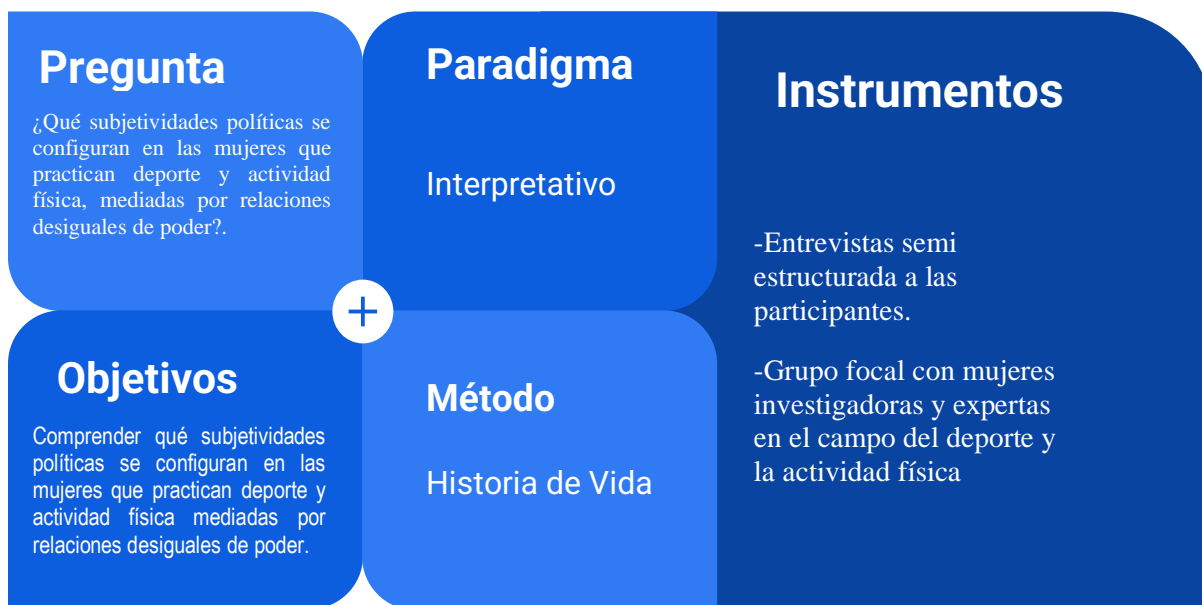 Pregunta
¿Qué subjetividades políticas se
configuran en las mujeres que
practican deporte y actividad
física, mediadas por relaciones
desiguales de poder?.
Paradigma
Interpretativo
Instrumentos
-Entrevistas semi
estructurada a las
participantes.
-Grupo focal con mujeres
investigadoras y expertas
en el campo del deporte y
la actividad física
Objetivos
Comprender qué subjetividades
políticas se configuran en las
mujeres que practican deporte y
actividad física mediadas por
relaciones desiguales de poder.
Método
Historia de Vida